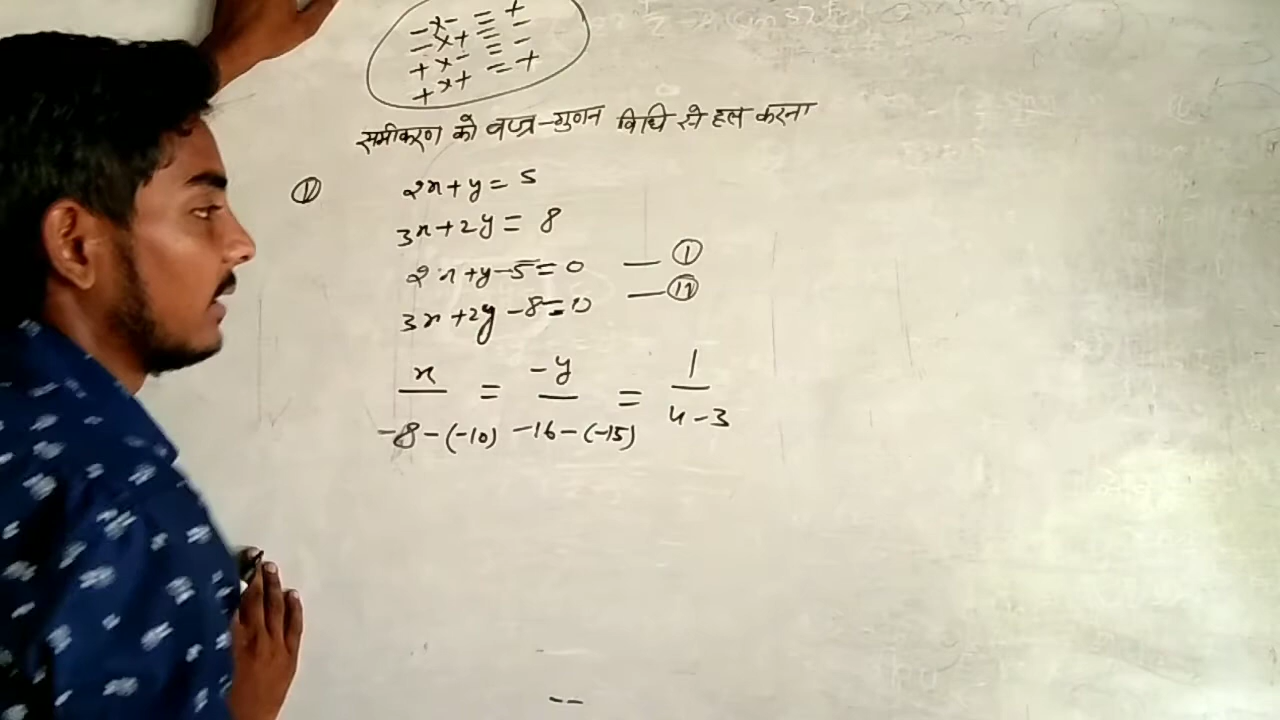 - x - = +
- x + = -
+ x - = -
+ x + = +
समीकरण को वज्र-गुणन विधि से हल करना
① 2x + y = 5
3x + 2y = 8
2x + y - 5 = 0 — ①
3x + 2y - 8 = 0 — ⑪
x = -y = 1
-8-(-10) -16-(-15) 4-3